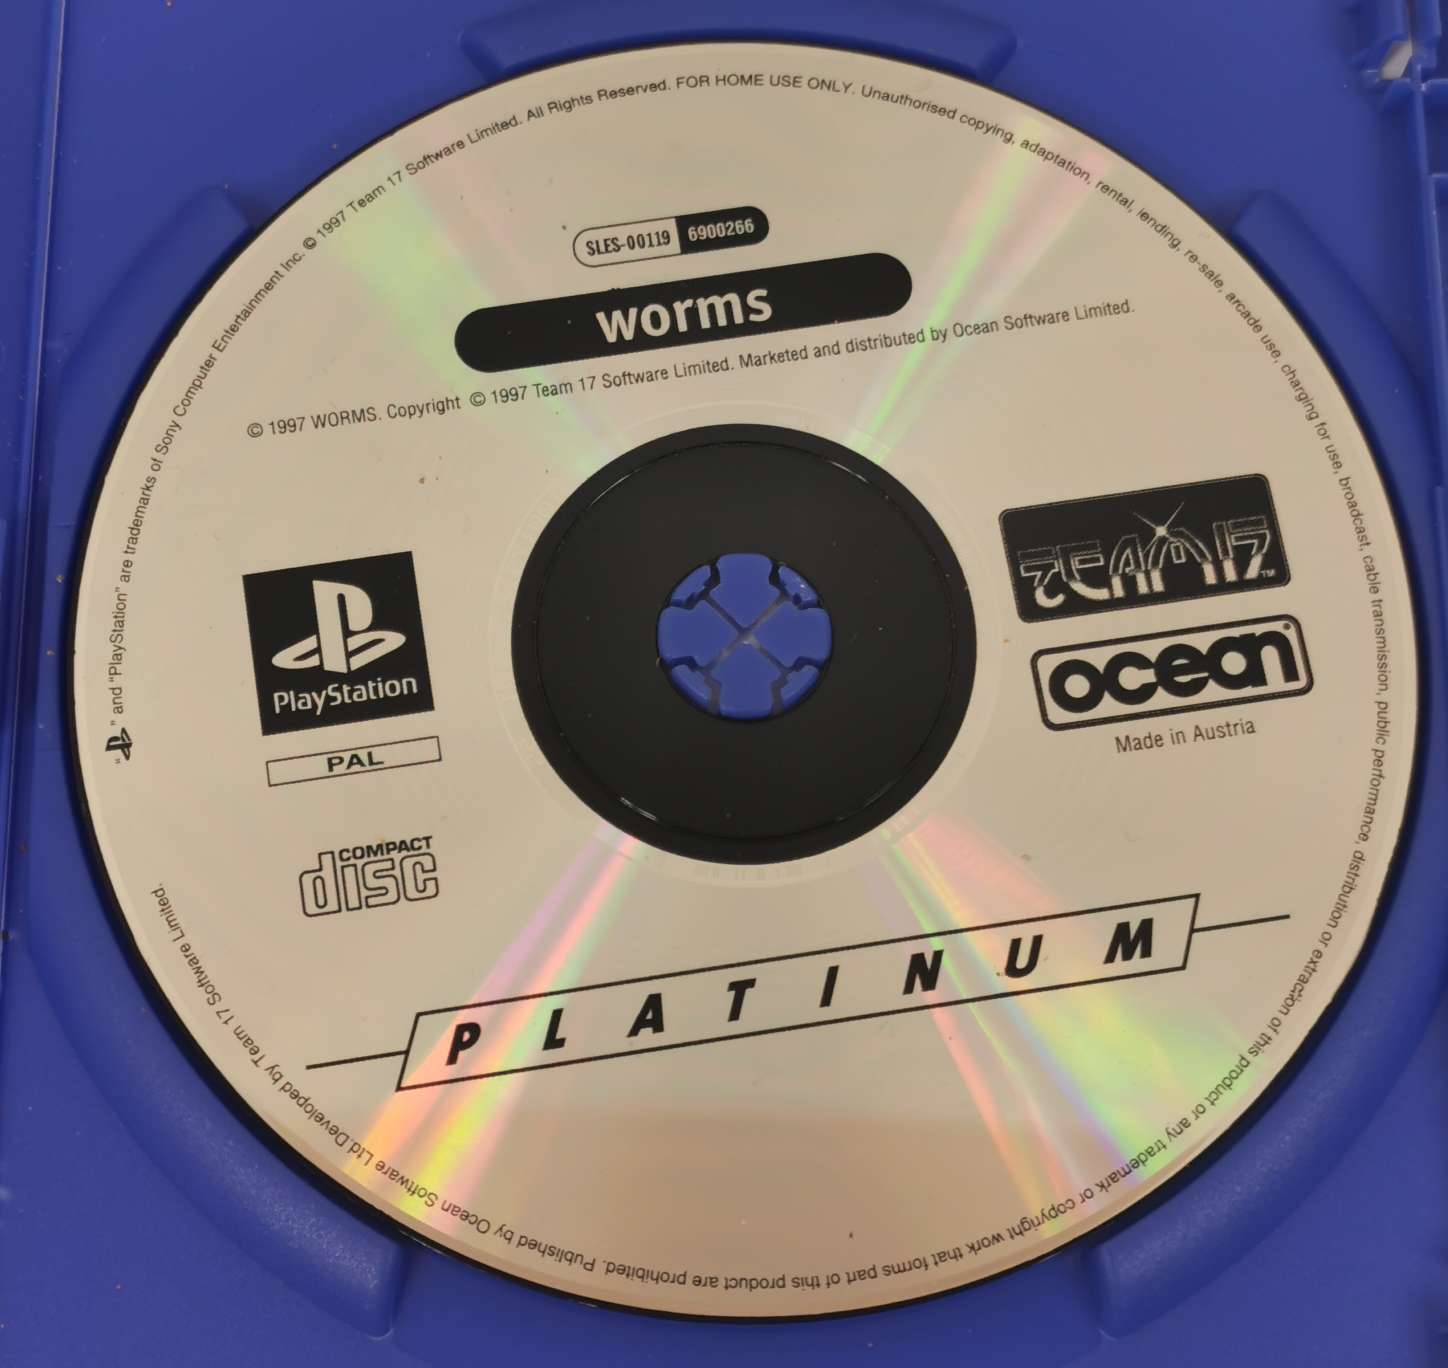 SLES-00119 6900266
worms
© 1997 WORMS. Copyright © 1997 Team 17 Software Limited. Marketed and distributed by Ocean Software Limited.
PlayStation
PAL
COMPACT
disc
TEAM17™
ocean®
Made in Austria
PLATINUM
" " and "PlayStation" are trademarks of Sony Computer Entertainment Inc. © 1997 Team 17 Software Limited. All Rights Reserved. FOR HOME USE ONLY. Unauthorised copying, adaptation, rental, lending, re-sale, arcade use, charging for use, broadcast, cable transmission, public performance, distribution or extraction of this product or any trademark or copyright work that forms part of this product are prohibited. Published by Ocean Software Ltd.Developed by Team 17 Software Limited.